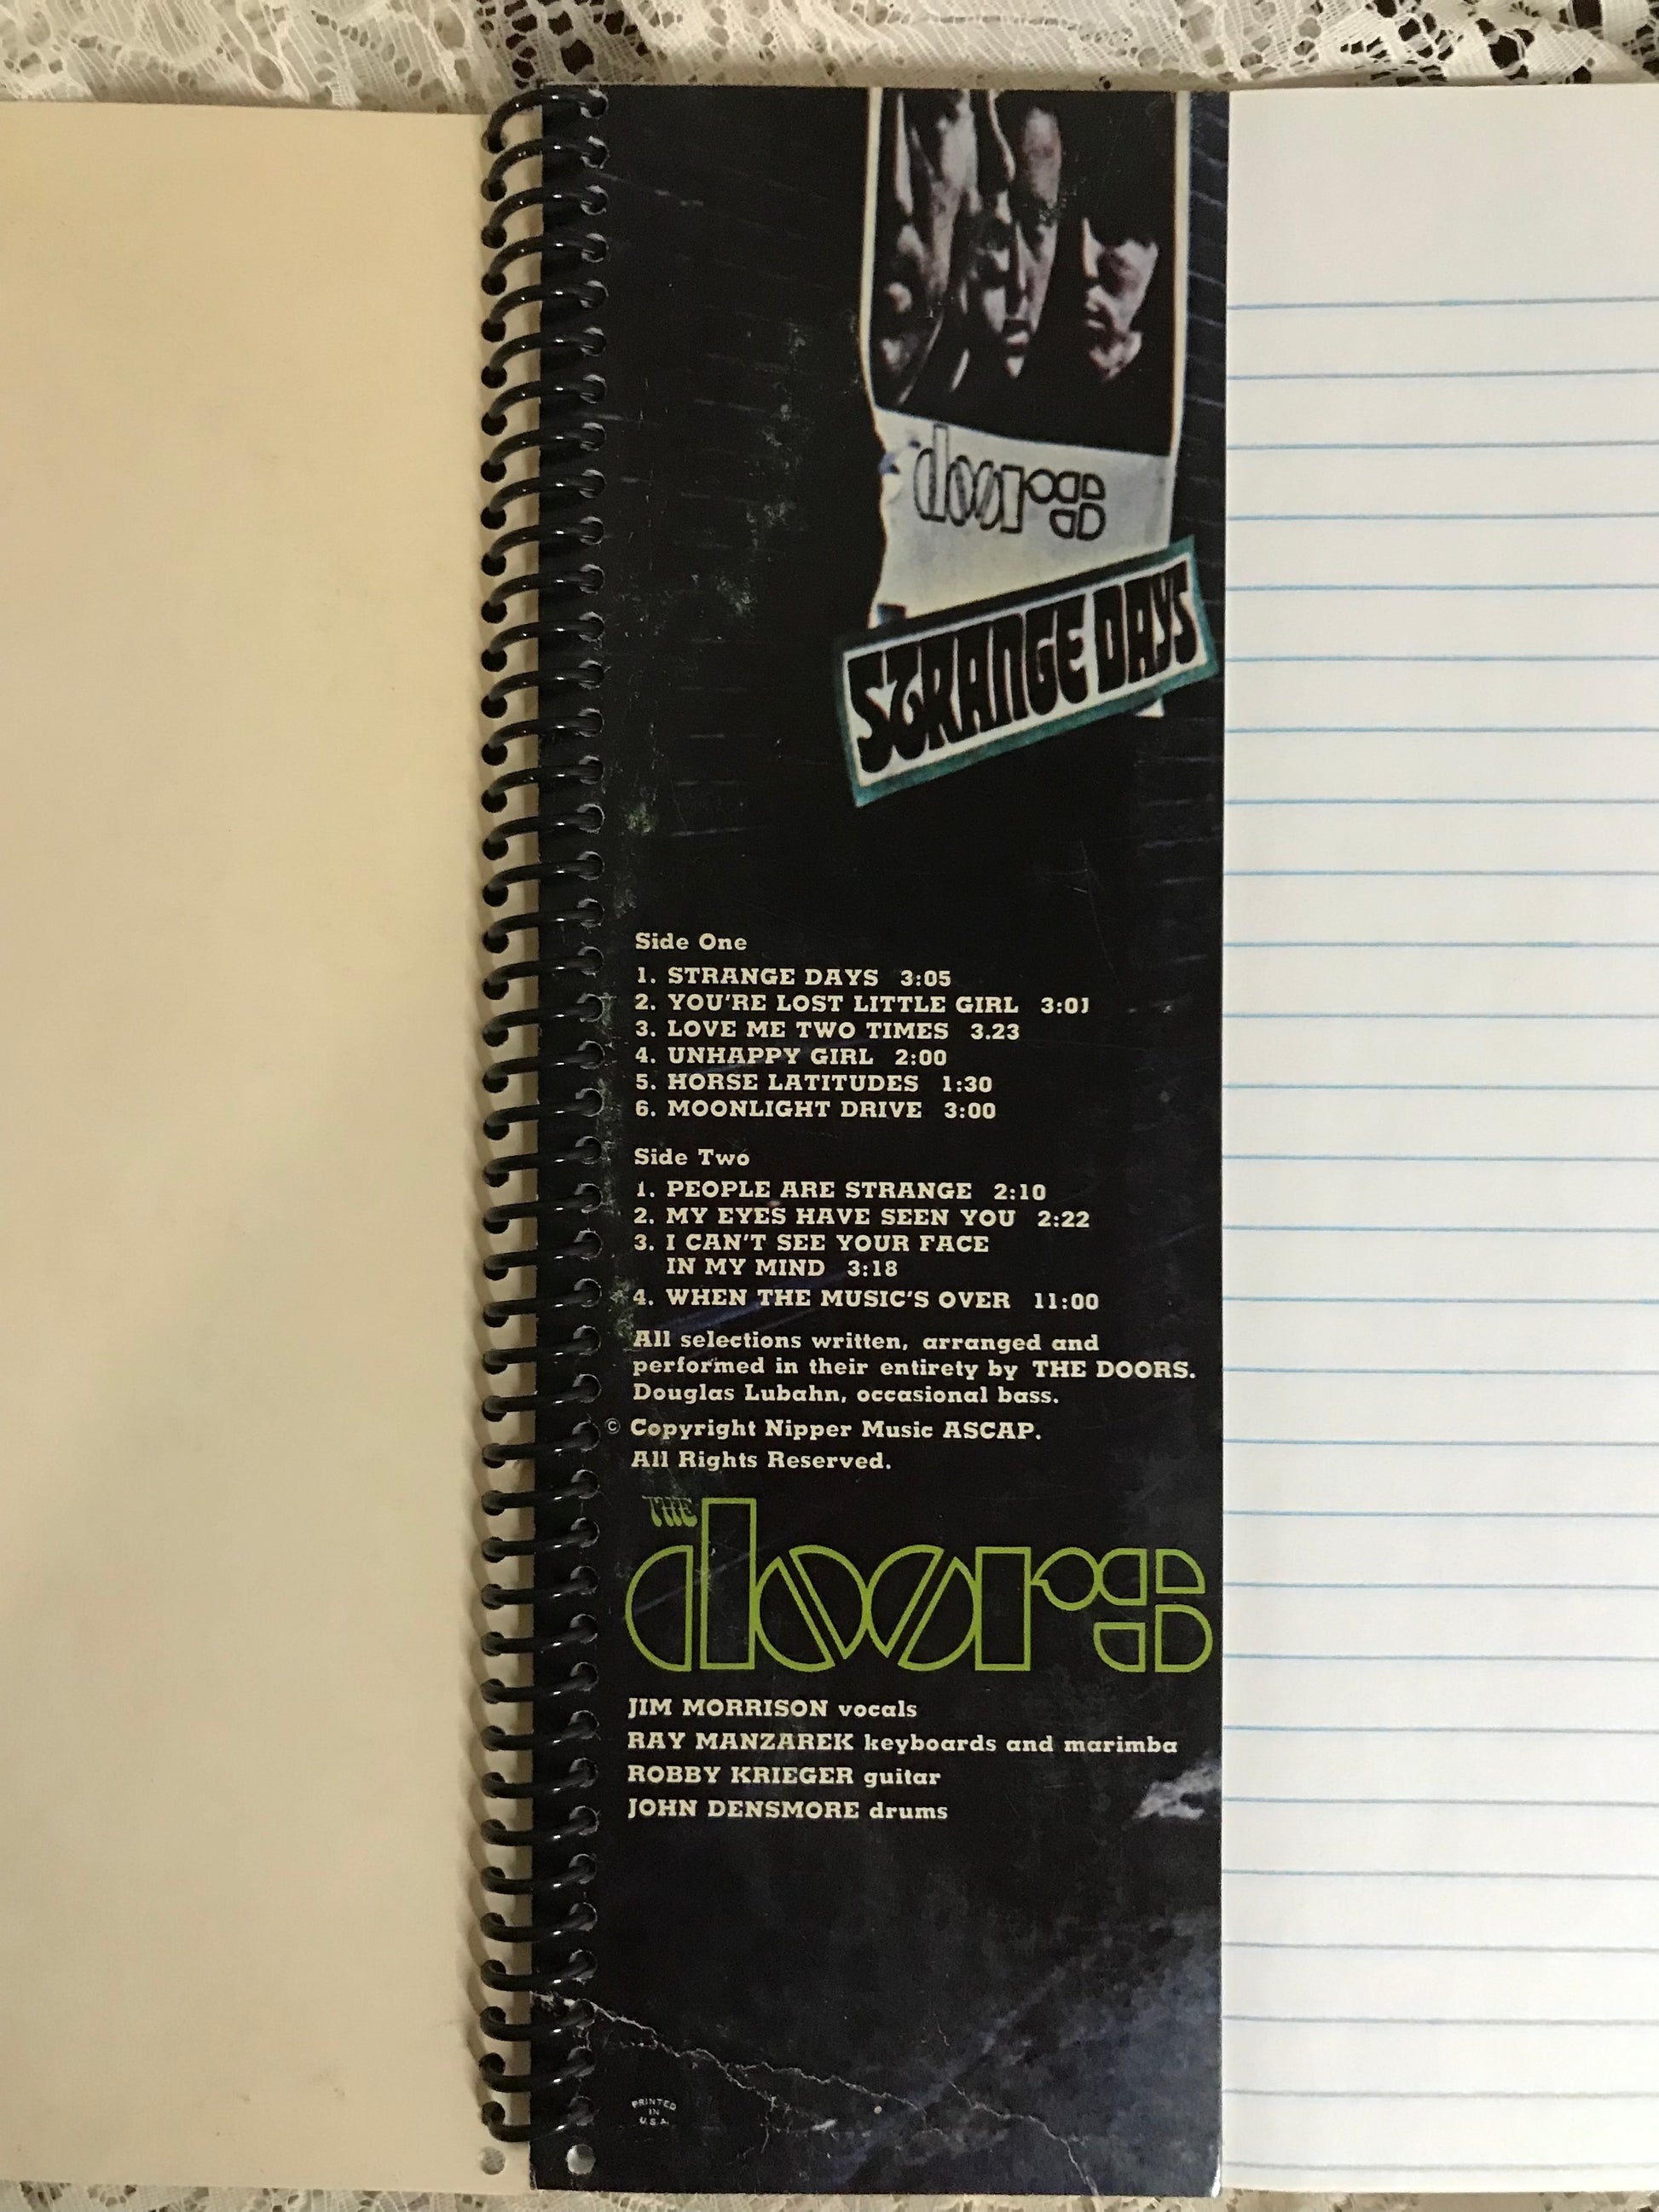 doors
STRANGE DAYS
Side One
1. STRANGE DAYS 3:05
2. YOU'RE LOST LITTLE GIRL 3:01
3. LOVE ME TWO TIMES 3.23
4. UNHAPPY GIRL 2:00
5. HORSE LATITUDES 1:30
6. MOONLIGHT DRIVE 3:00
Side Two
1. PEOPLE ARE STRANGE 2:10
2. MY EYES HAVE SEEN YOU 2:22
3. I CAN'T SEE YOUR FACE
IN MY MIND 3:18
4. WHEN THE MUSIC'S OVER 11:00
All selections written, arranged and
performed in their entirety by THE DOORS.
Douglas Lubahn, occasional bass.
© Copyright Nipper Music ASCAP.
All Rights Reserved.
THE
doors
JIM MORRISON vocals
RAY MANZAREK keyboards and marimba
ROBBY KRIEGER guitar
JOHN DENSMORE drums
PRINTED
IN
U.S.A.